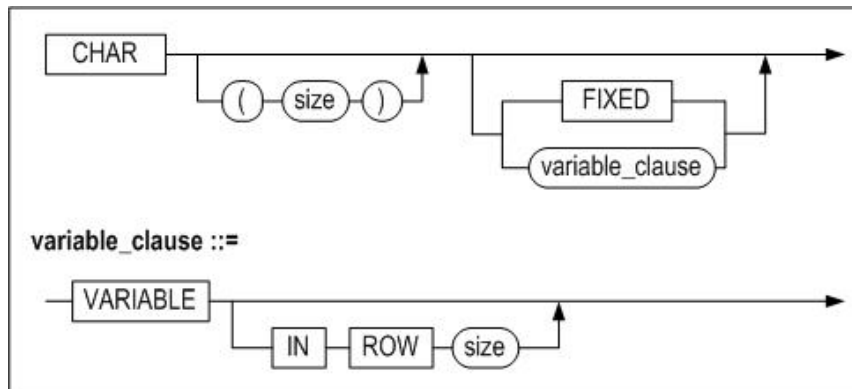 CHAR
( size )
FIXED
variable_clause
variable_clause ::=
VARIABLE
IN ROW size